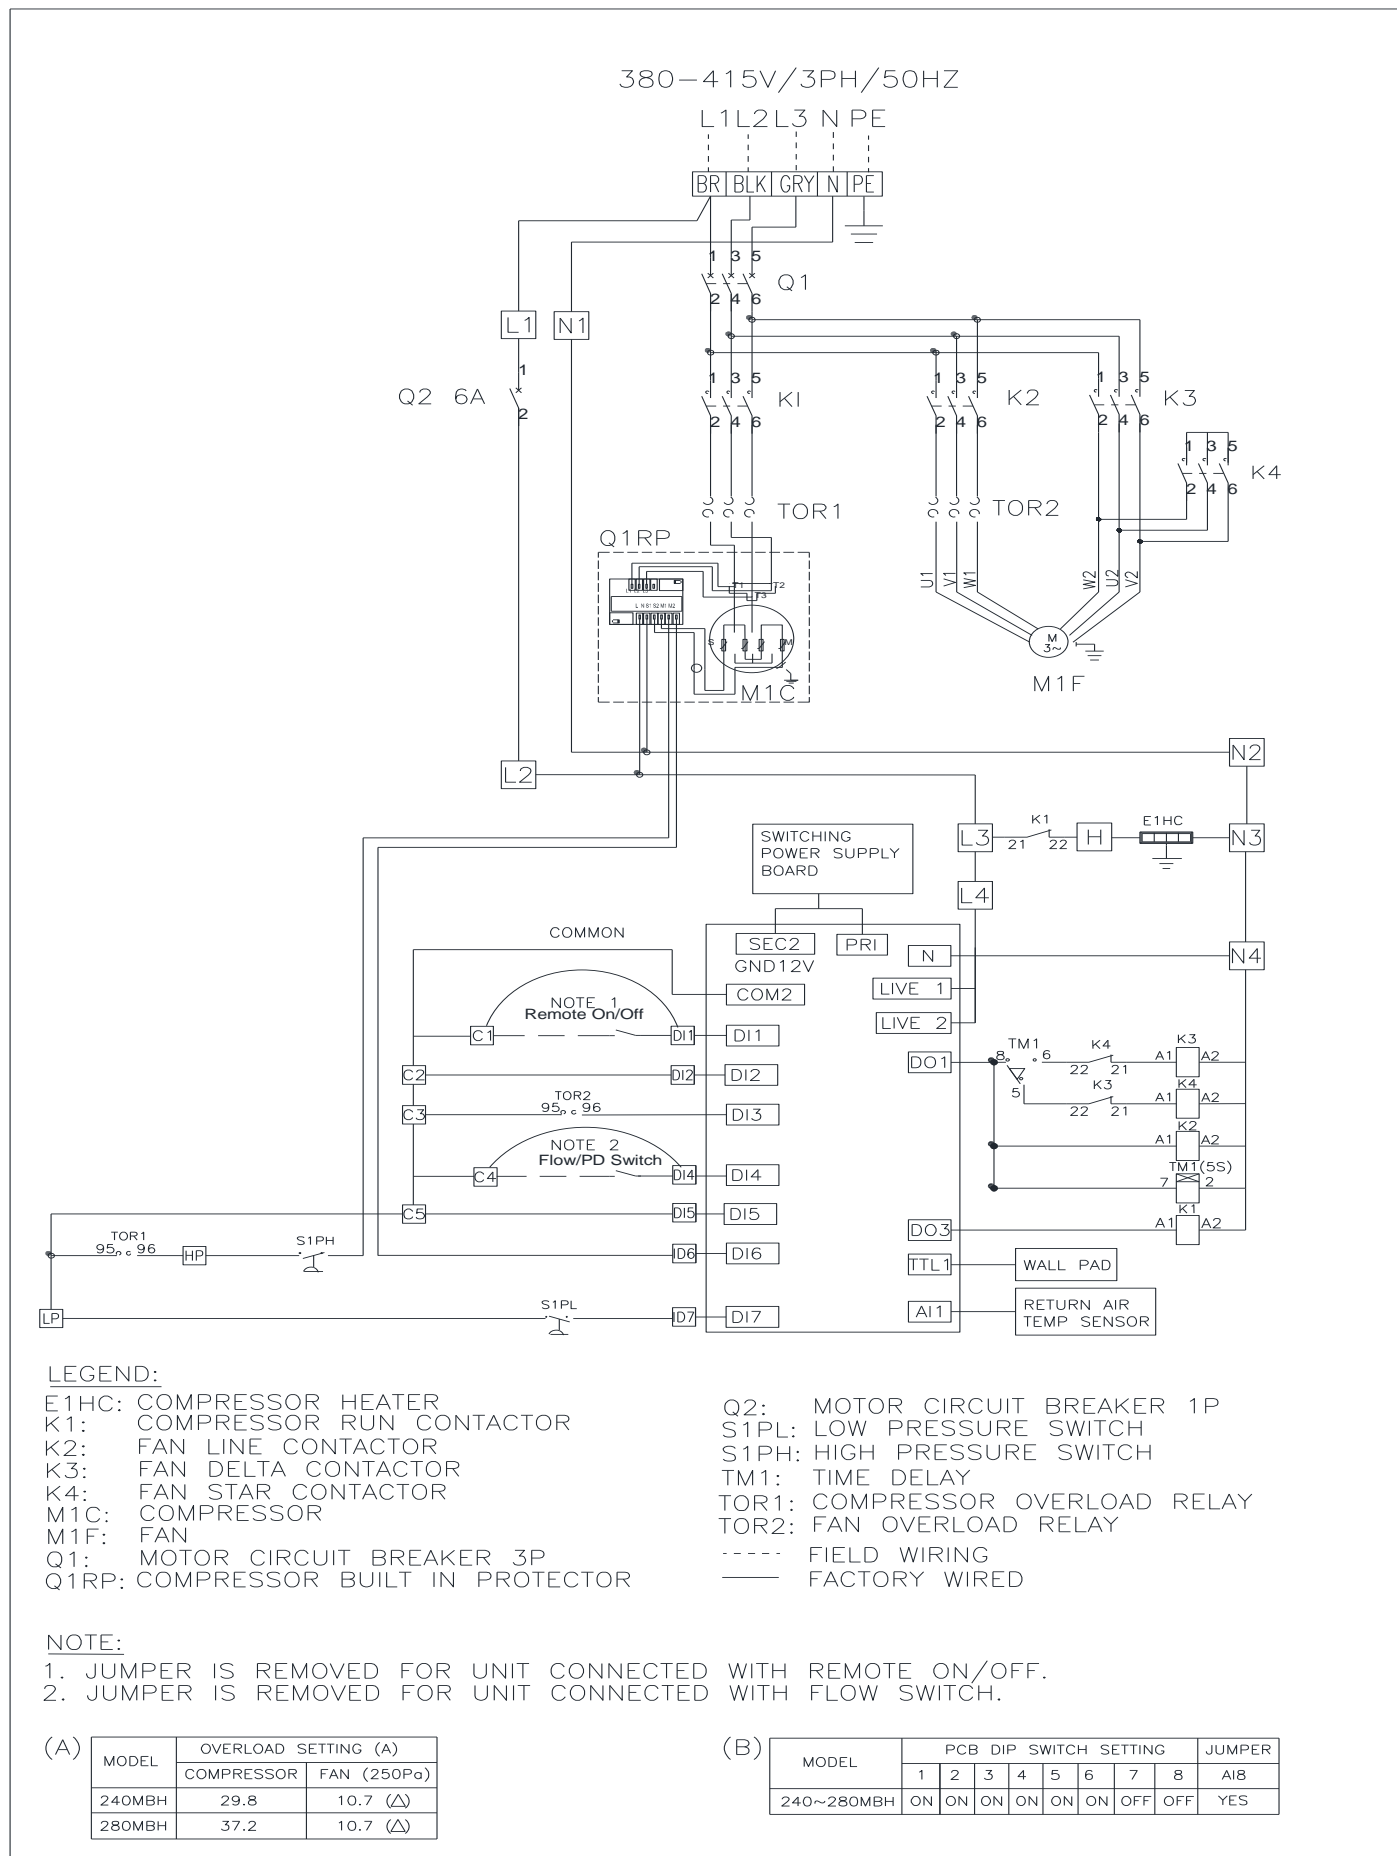 380-415V/3PH/50HZ
L1 L2 L3 N PE
BR BLK GRY N PE
1 3 5
Q1
2 4 6
L1 N1
1
Q2 6A
2
1 3 5
KI
2 4 6
1 3 5
K2
2 4 6
1 3 5
K3
2 4 6
1 3 5
K4
2 4 6
TOR1
TOR2
Q1RP
T1 T2
T3
L N S1 S2 M1 M2
S M
M1C
U1 V1 W1 W2 U2 V2
M
3~
M1F
N2
L2
SWITCHING
POWER SUPPLY
BOARD
L3 K1 21 22 H E1HC N3
L4
COMMON
SEC2 PRI
GND12V
N N4
COM2
LIVE 1
NOTE 1
Remote On/Off
LIVE 2
C1 DI1 DI1
DO1 8 TM1 6 5 K4 22 21 A1 K3 A2
C2 DI2 DI2
K3 22 21 A1 K4 A2
C3 TOR2 95 96 DI3
K2
A1 A2
NOTE 2
Flow/PD Switch
C4 DI4 DI4
TM1(5S)
7 2
C5 DI5 DI5
K1
DO3 A1 A2
TOR1
95 96 HP S1PH ID6 DI6
TTL1 WALL PAD
LP S1PL ID7 DI7
AI1 RETURN AIR
TEMP SENSOR
LEGEND:
E1HC: COMPRESSOR HEATER
K1: COMPRESSOR RUN CONTACTOR
K2: FAN LINE CONTACTOR
K3: FAN DELTA CONTACTOR
K4: FAN STAR CONTACTOR
M1C: COMPRESSOR
M1F: FAN
Q1: MOTOR CIRCUIT BREAKER 3P
Q1RP: COMPRESSOR BUILT IN PROTECTOR
Q2: MOTOR CIRCUIT BREAKER 1P
S1PL: LOW PRESSURE SWITCH
S1PH: HIGH PRESSURE SWITCH
TM1: TIME DELAY
TOR1: COMPRESSOR OVERLOAD RELAY
TOR2: FAN OVERLOAD RELAY
----- FIELD WIRING
FACTORY WIRED
NOTE:
1. JUMPER IS REMOVED FOR UNIT CONNECTED WITH REMOTE ON/OFF.
2. JUMPER IS REMOVED FOR UNIT CONNECTED WITH FLOW SWITCH.
(A)
MODEL OVERLOAD SETTING (A)
COMPRESSOR FAN (250Pa)
240MBH 29.8 10.7 (△)
280MBH 37.2 10.7 (△)
(B)
MODEL PCB DIP SWITCH SETTING JUMPER
1 2 3 4 5 6 7 8 AI8
240~280MBH ON ON ON ON ON ON OFF OFF YES